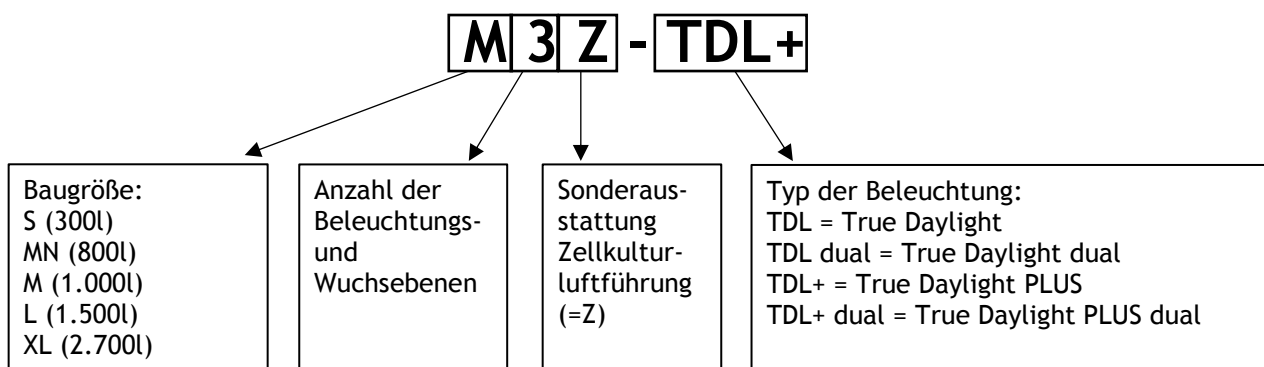 M 3 Z - TDL+
Baugröße:
S (300l)
MN (800l)
M (1.000l)
L (1.500l)
XL (2.700l)
Anzahl der
Beleuchtungs-
und
Wuchsebenen
Sonderaus-
stattung
Zellkultur-
luftführung
(=Z)
Typ der Beleuchtung:
TDL = True Daylight
TDL dual = True Daylight dual
TDL+ = True Daylight PLUS
TDL+ dual = True Daylight PLUS dual